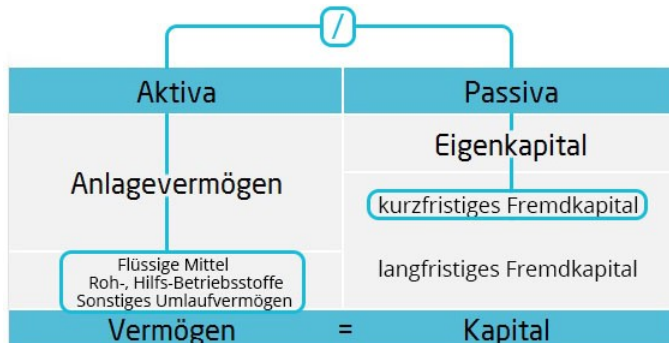 /
Aktiva
Passiva
Anlagevermögen
Eigenkapital
kurzfristiges Fremdkapital
Flüssige Mittel
Roh-, Hilfs-Betriebsstoffe
Sonstiges Umlaufvermögen
langfristiges Fremdkapital
Vermögen = Kapital